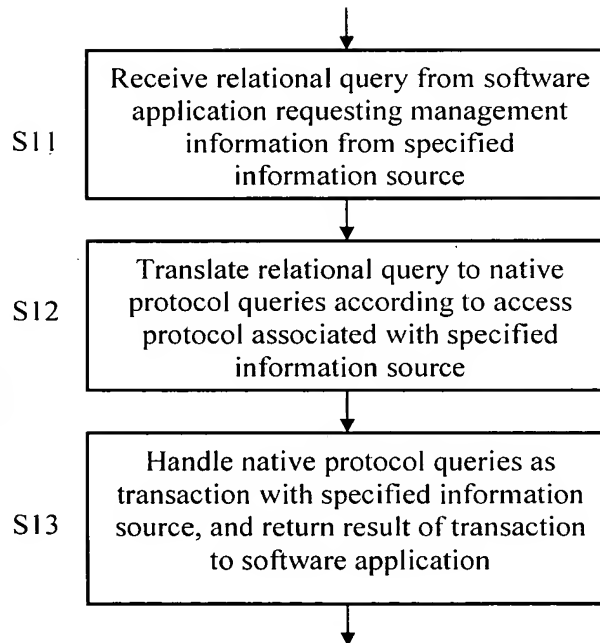 Receive relational query from software
application requesting management
information from specified
information source
S11
Translate relational query to native
protocol queries according to access
protocol associated with specified
information source
S12
Handle native protocol queries as
transaction with specified information
source, and return result of transaction
to software application
S13